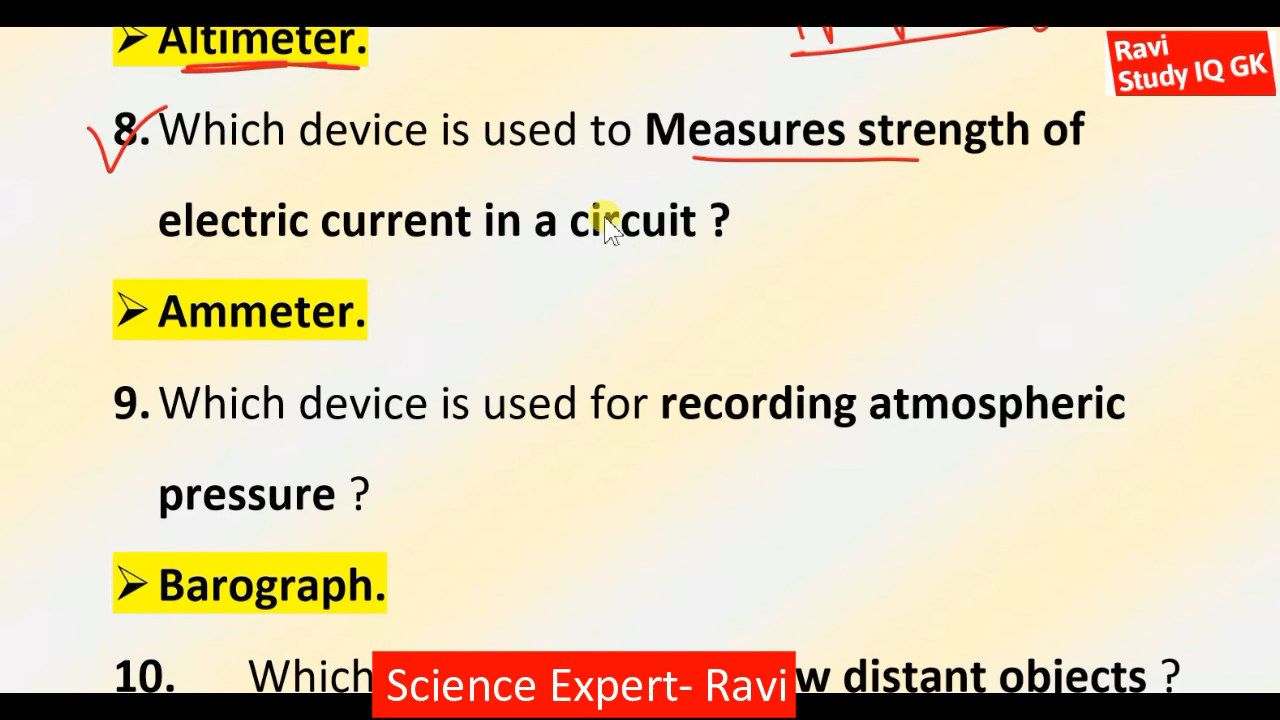 ➢ Altimeter.
Ravi
Study IQ GK
8. Which device is used to Measures strength of
electric current in a circuit ?
➢ Ammeter.
9. Which device is used for recording atmospheric
pressure ?
➢ Barograph.
10. Which w distant objects ?
Science Expert- Ravi